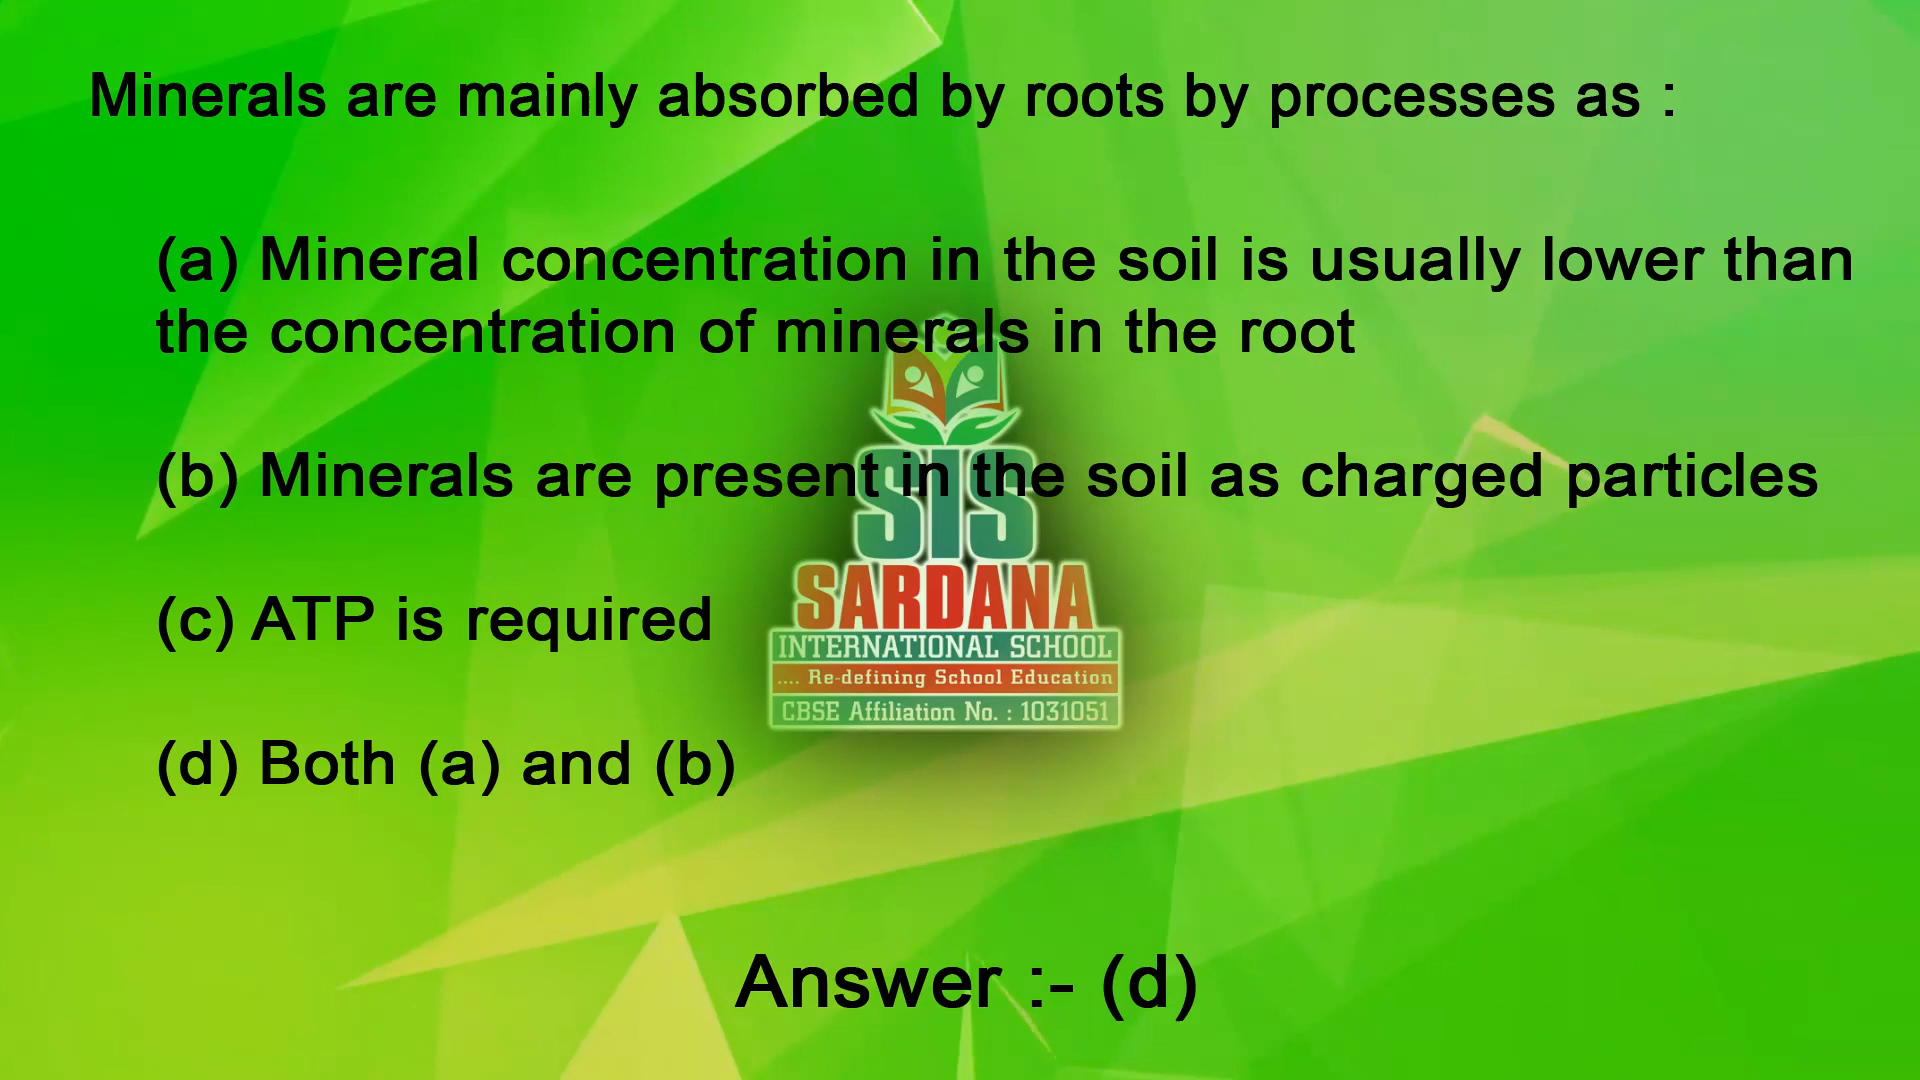 Minerals are mainly absorbed by roots by processes as :
(a) Mineral concentration in the soil is usually lower than
the concentration of minerals in the root
(b) Minerals are present in the soil as charged particles
(c) ATP is required
(d) Both (a) and (b)
SIS
SARDANA
INTERNATIONAL SCHOOL
.... Re-defining School Education
CBSE Affiliation No. : 1031051
Answer :- (d)